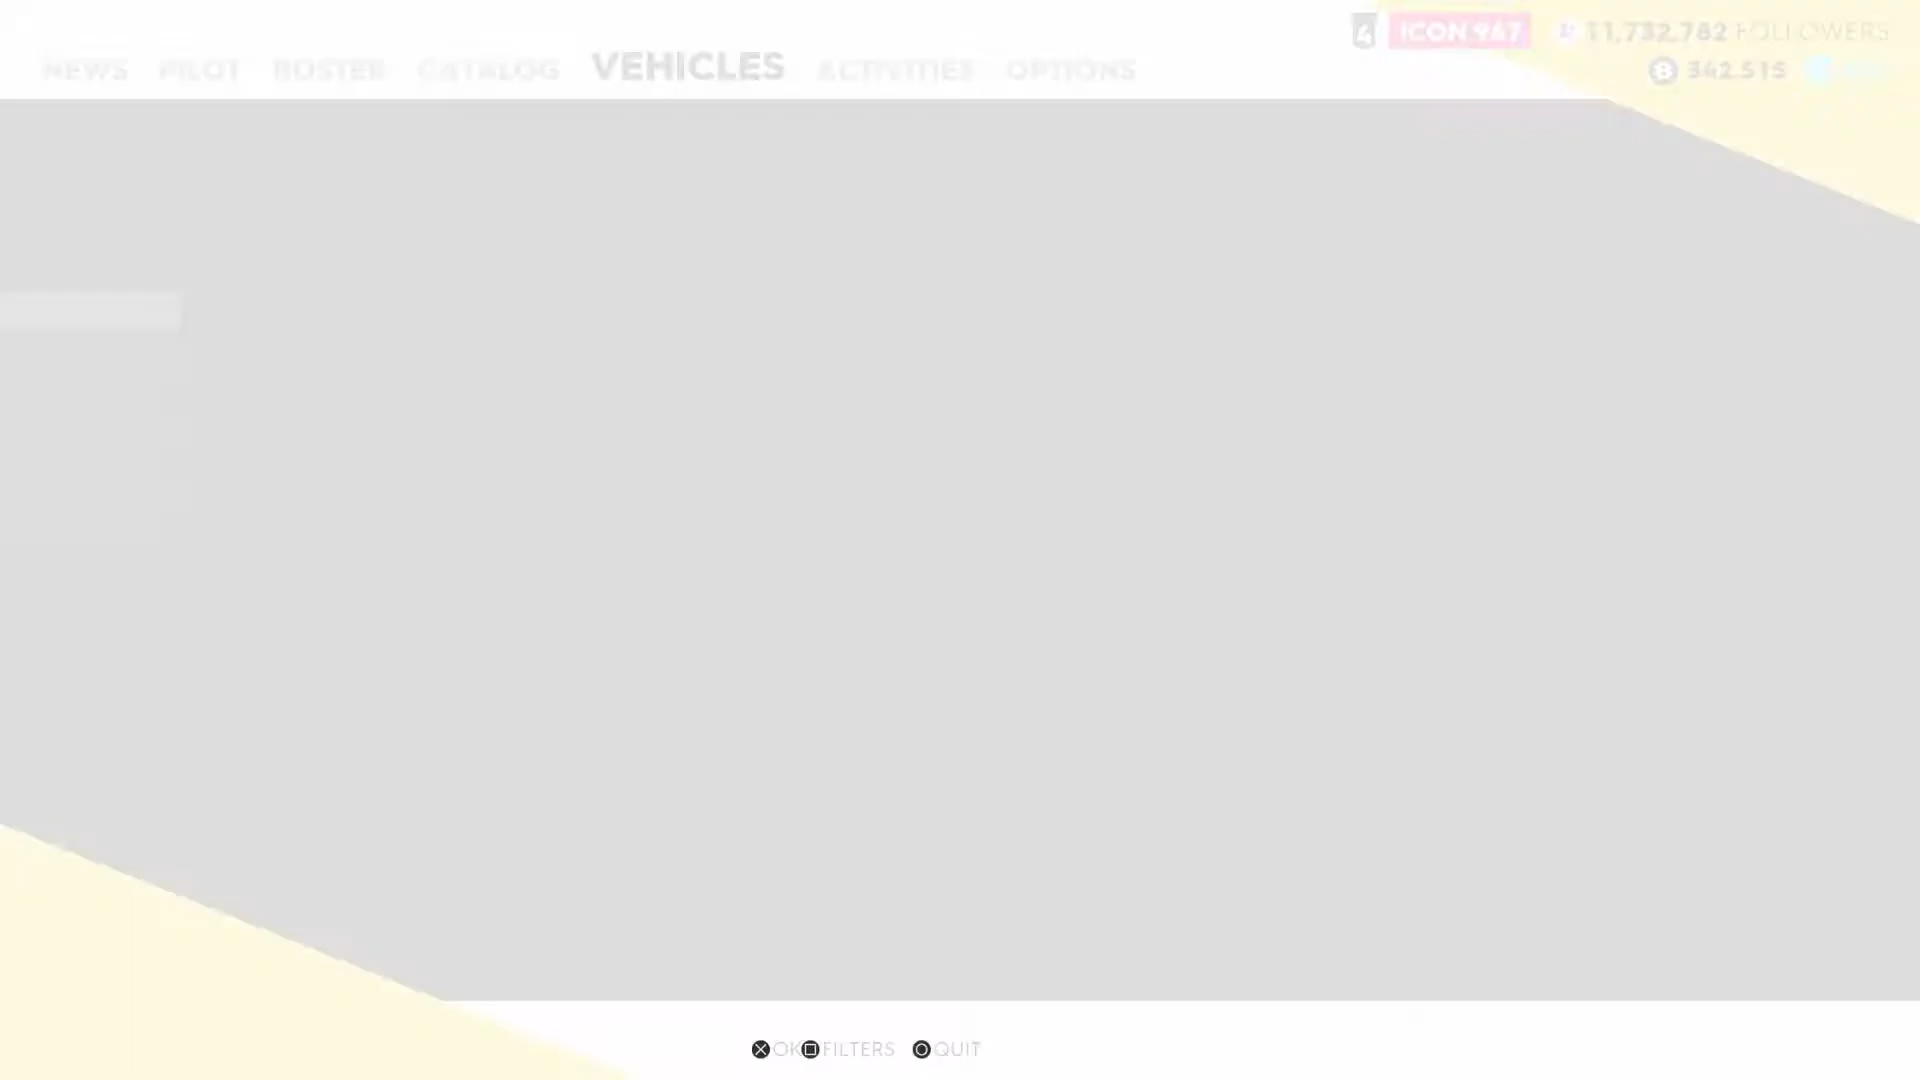 4 ICON 967 11,732,782 FOLLOWERS
NEWS PILOT ROSTER CATALOG VEHICLES ACTIVITIES OPTIONS
342.515
OK FILTERS QUIT